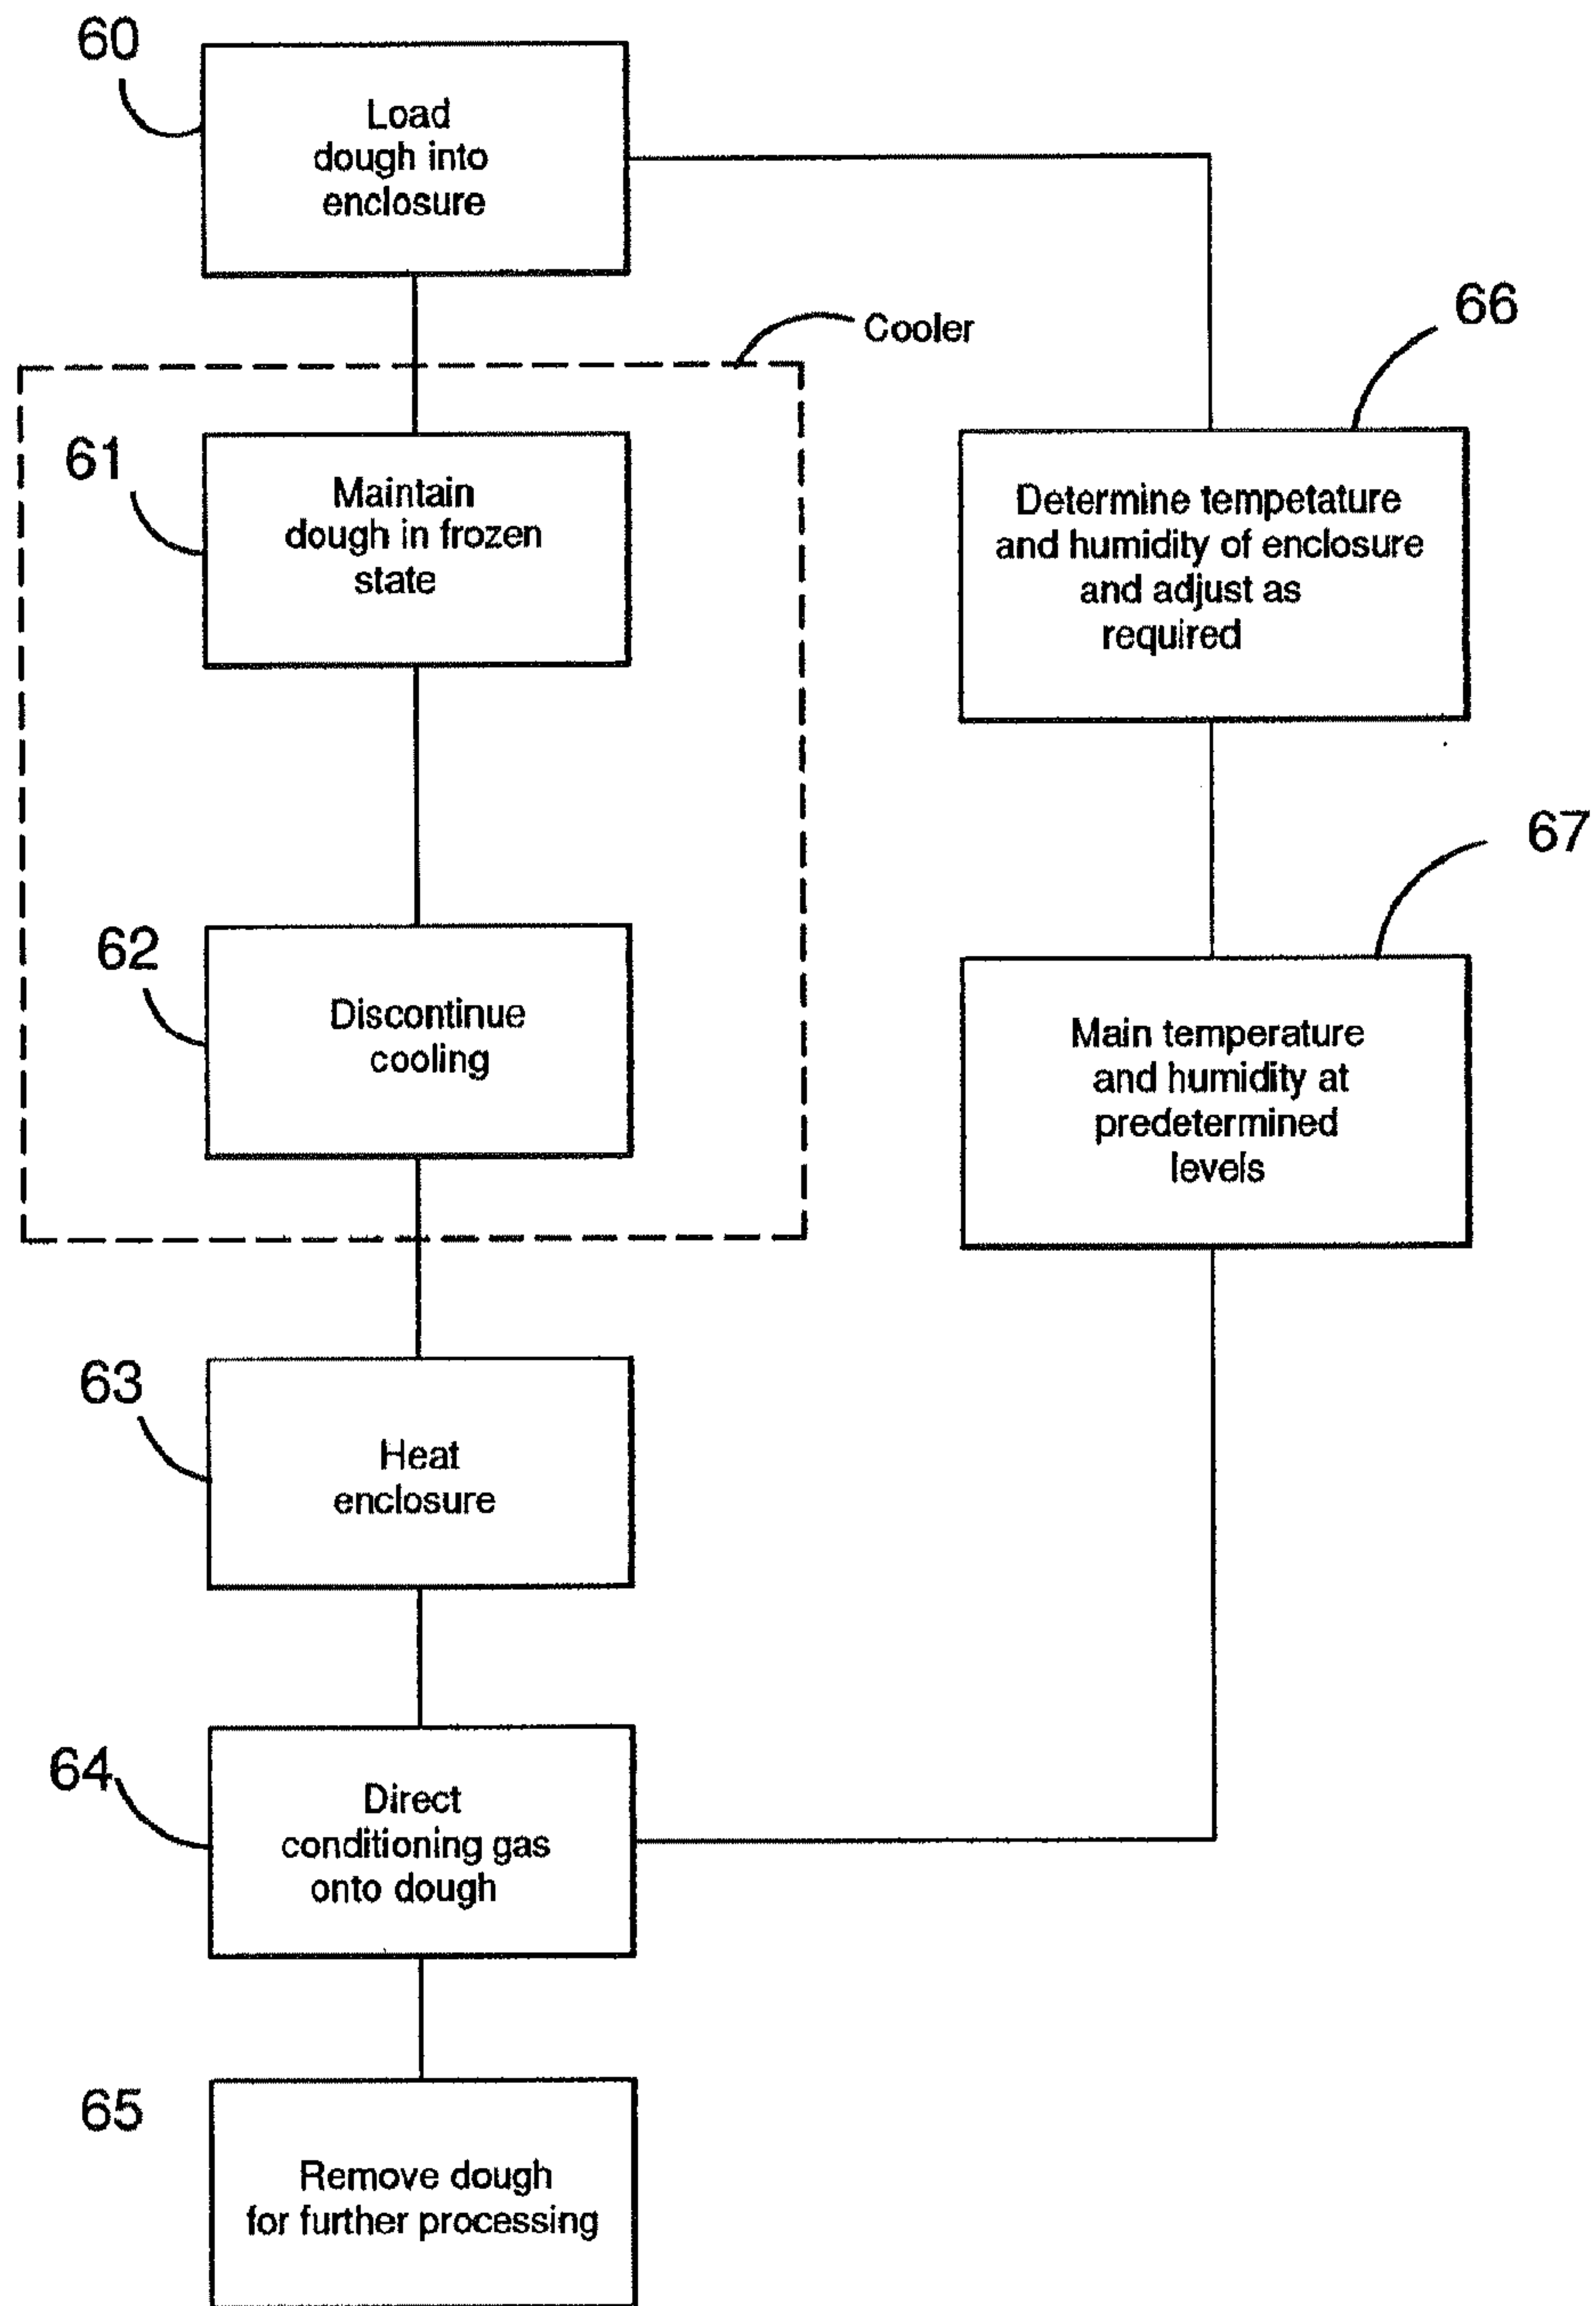 60
Load
dough into
enclosure
Cooler
61
Maintain
dough in frozen
state
62
Discontinue
cooling
63
Heat
enclosure
64
Direct
conditioning gas
onto dough
65
Remove dough
for further processing
66
Determine tempetature
and humidity of enclosure
and adjust as
required
67
Main temperature
and humidity at
predetermined
levels